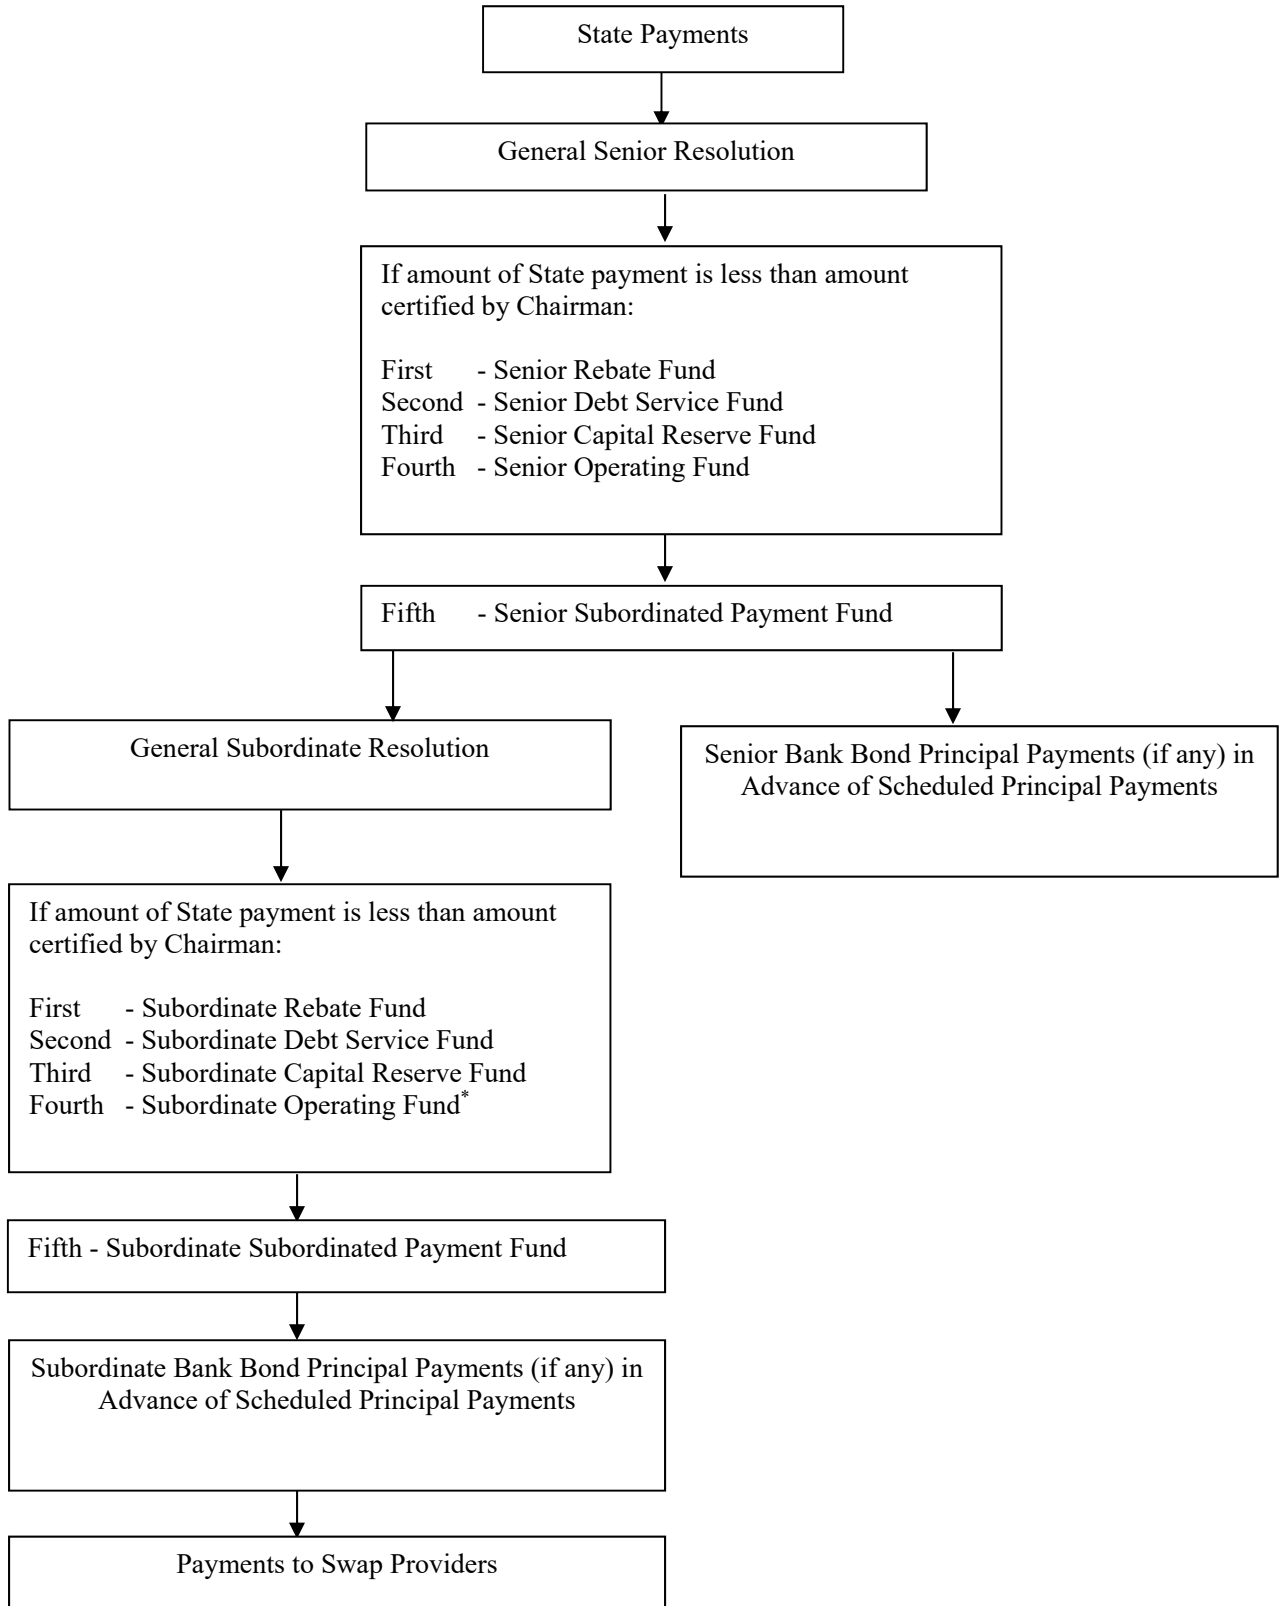 State Payments
General Senior Resolution
If amount of State payment is less than amount
certified by Chairman:
First - Senior Rebate Fund
Second - Senior Debt Service Fund
Third - Senior Capital Reserve Fund
Fourth - Senior Operating Fund
Fifth - Senior Subordinated Payment Fund
General Subordinate Resolution
Senior Bank Bond Principal Payments (if any) in
Advance of Scheduled Principal Payments
If amount of State payment is less than amount
certified by Chairman:
First - Subordinate Rebate Fund
Second - Subordinate Debt Service Fund
Third - Subordinate Capital Reserve Fund
Fourth - Subordinate Operating Fund*
Fifth - Subordinate Subordinated Payment Fund
Subordinate Bank Bond Principal Payments (if any) in
Advance of Scheduled Principal Payments
Payments to Swap Providers